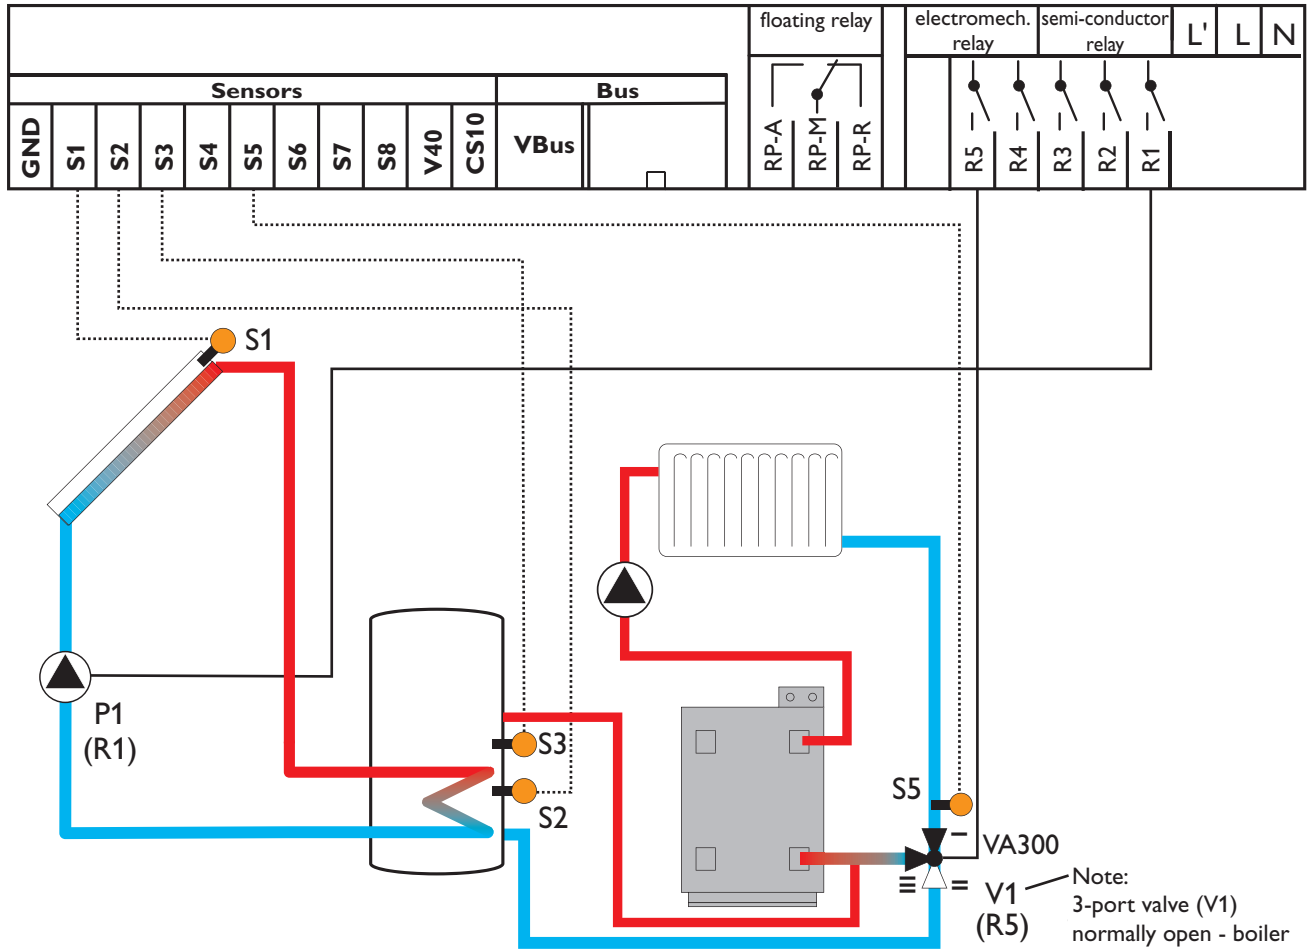 floating relay
electromech.
relay
semi-conductor
relay
L'
L
N
Sensors
Bus
GND
S1
S2
S3
S4
S5
S6
S7
S8
V40
CS10
VBus
RP-A
RP-M
RP-R
R5
R4
R3
R2
R1
S1
P1
(R1)
S3
S2
S5
VA300
V1
(R5)
Note:
3-port valve (V1)
normally open - boiler